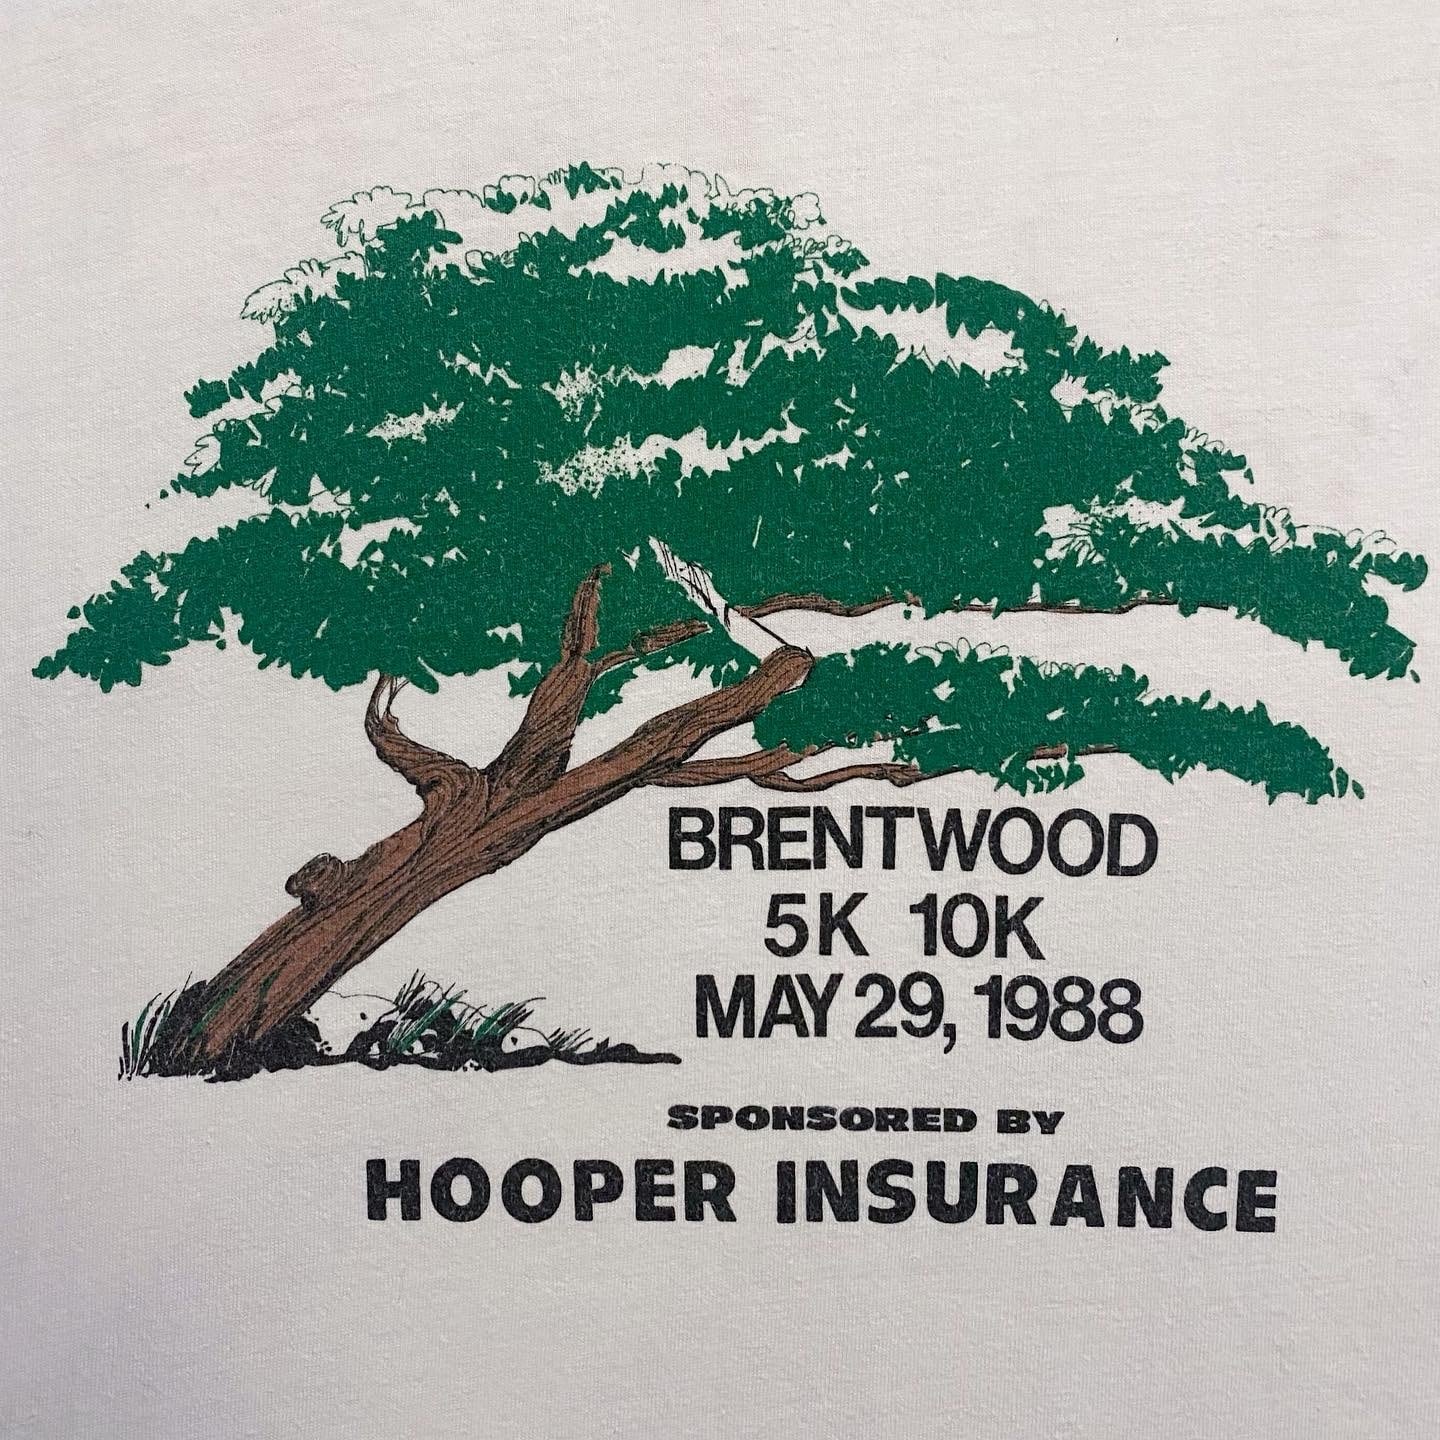 BRENTWOOD
5K 10K
MAY 29, 1988
SPONSORED BY
HOOPER INSURANCE